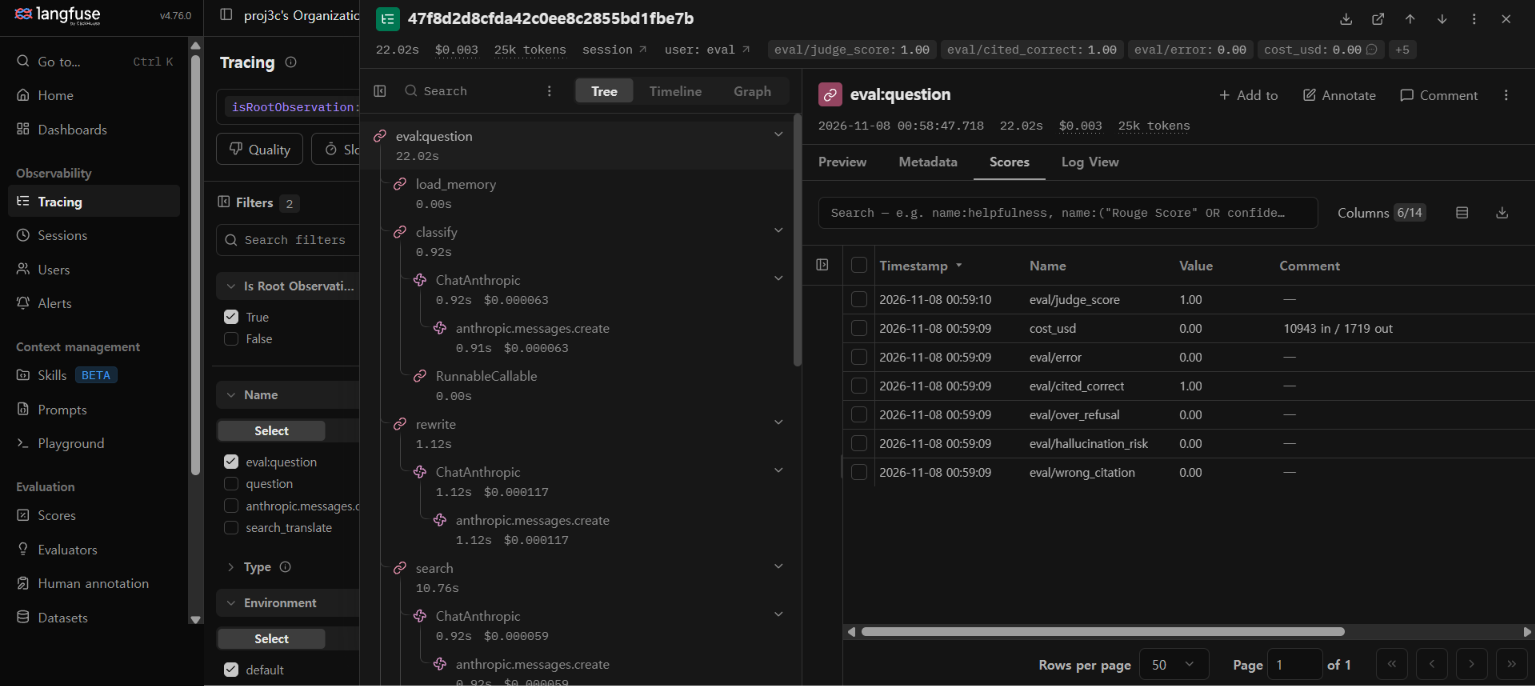 langfuse
by ClickHouse
v4.76.0
Go to...
Ctrl K
Home
Dashboards
Observability
Tracing
Sessions
Users
Alerts
Context management
Skills
BETA
Prompts
Playground
Evaluation
Scores
Evaluators
Human annotation
Datasets
proj3c's Organizatio
Tracing
isRootObservation:
Quality
Slo
Filters
2
Search filters
Is Root Observati...
True
False
Name
Select
eval:question
question
anthropic.messages.c
search_translate
Type
Environment
Select
default
47f8d2d8cfda42c0ee8c2855bd1fbe7b
22.02s $0.003 25k tokens session user: eval eval/judge_score: 1.00 eval/cited_correct: 1.00 eval/error: 0.00 cost_usd: 0.00 +5
Search
Tree
Timeline
Graph
eval:question
22.02s
load_memory
0.00s
classify
0.92s
ChatAnthropic
0.92s $0.000063
anthropic.messages.create
0.91s $0.000063
RunnableCallable
0.00s
rewrite
1.12s
ChatAnthropic
1.12s $0.000117
anthropic.messages.create
1.12s $0.000117
search
10.76s
ChatAnthropic
0.92s $0.000059
anthropic.messages.create
0.92s $0.000059
eval:question
Add to
Annotate
Comment
2026-11-08 00:58:47.718 22.02s $0.003 25k tokens
Preview
Metadata
Scores
Log View
Search — e.g. name:helpfulness, name:("Rouge Score" OR confide…
Columns 6/14
Timestamp Name Value Comment
2026-11-08 00:59:10 eval/judge_score 1.00 —
2026-11-08 00:59:09 cost_usd 0.00 10943 in / 1719 out
2026-11-08 00:59:09 eval/error 0.00 —
2026-11-08 00:59:09 eval/cited_correct 1.00 —
2026-11-08 00:59:09 eval/over_refusal 0.00 —
2026-11-08 00:59:09 eval/hallucination_risk 0.00 —
2026-11-08 00:59:09 eval/wrong_citation 0.00 —
Rows per page 50 Page 1 of 1